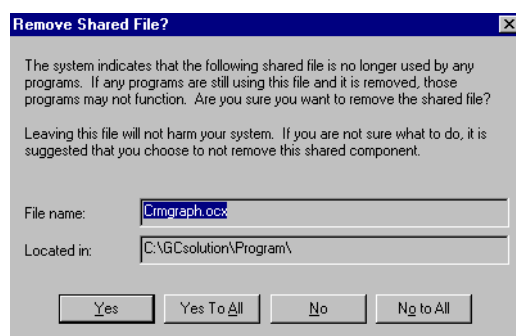 Remove Shared File?
The system indicates that the following shared file is no longer used by any
programs. If any programs are still using this file and it is removed, those
programs may not function. Are you sure you want to remove the shared file?
Leaving this file will not harm your system. If you are not sure what to do, it is
suggested that you choose to not remove this shared component.
File name: Crmgraph.ocx
Located in: C:\GCsolution\Program\
Yes Yes To All No No to All